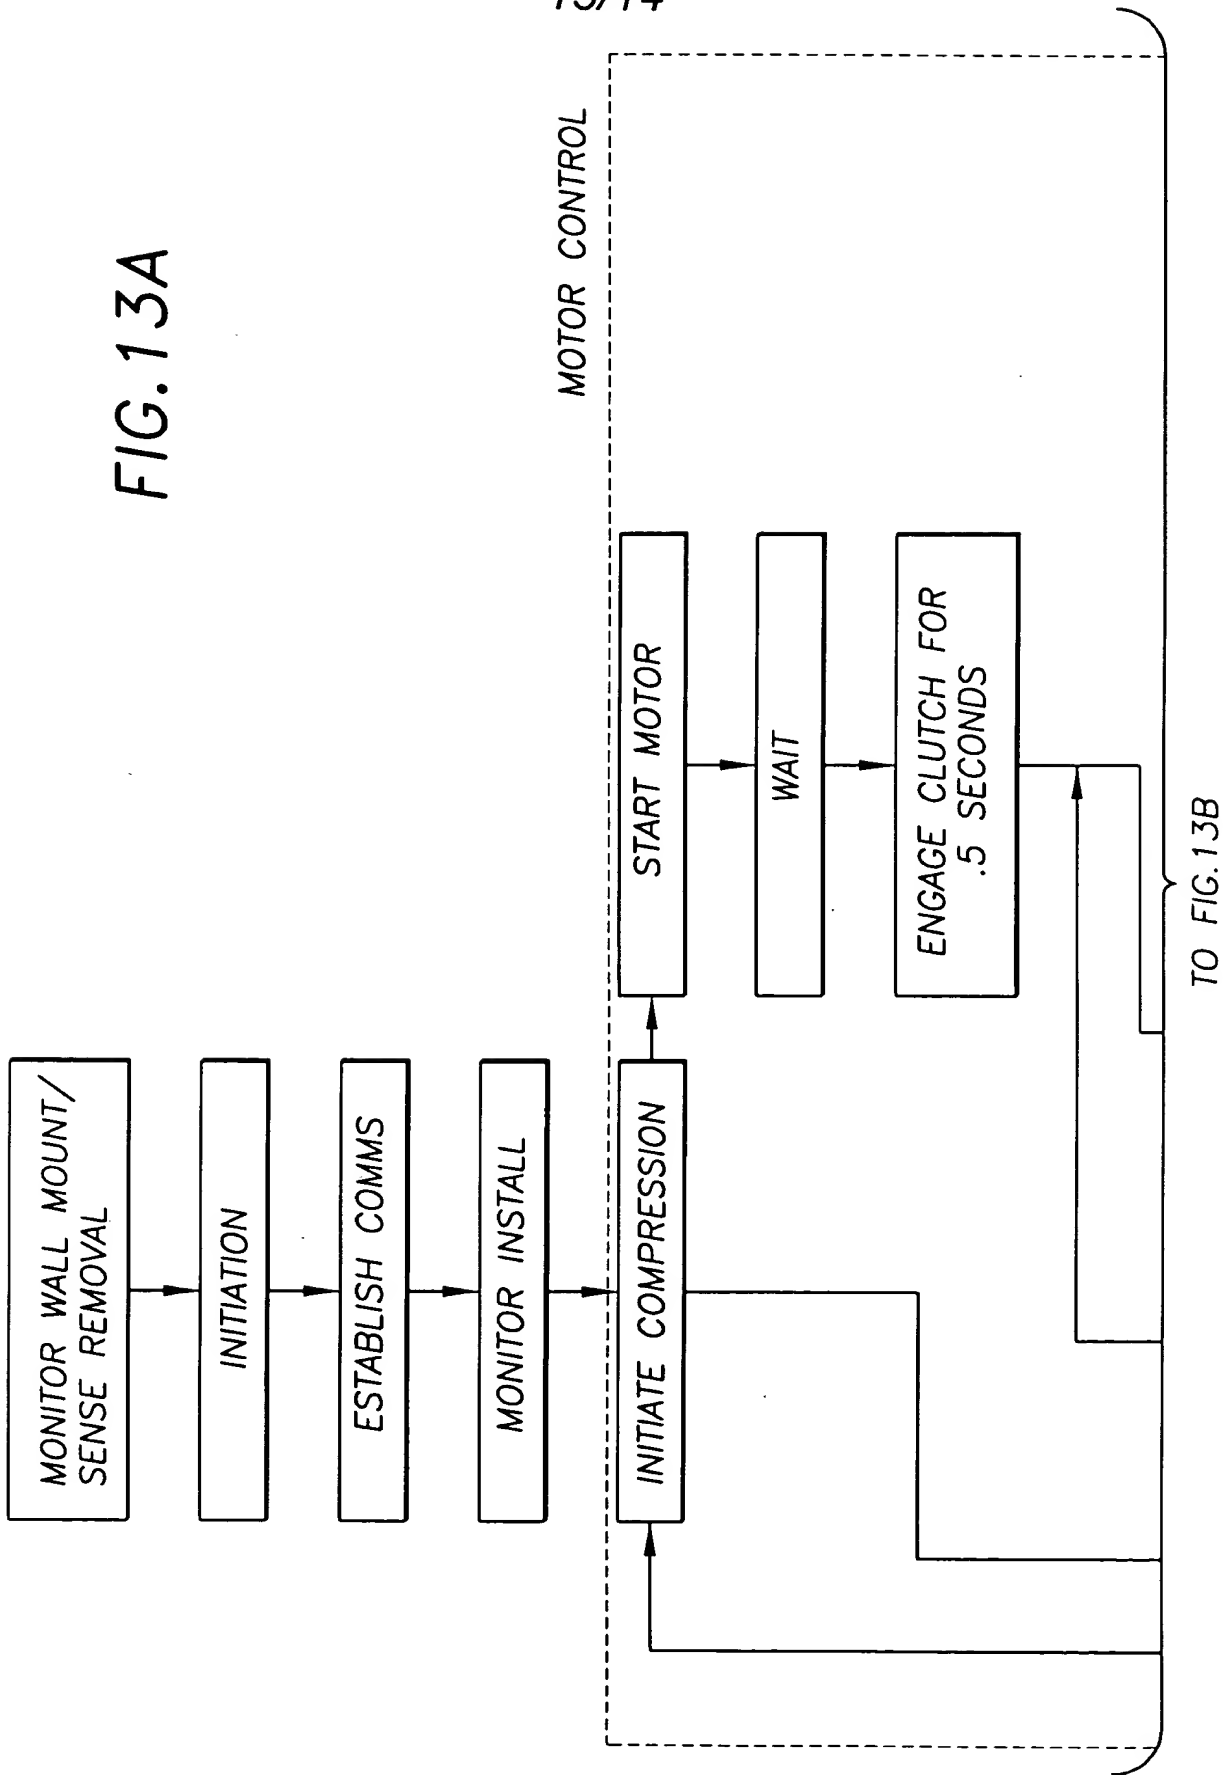 13/14
FIG.13A
MONITOR WALL MOUNT/
SENSE REMOVAL
INITIATION
ESTABLISH COMMS
MONITOR INSTALL
MOTOR CONTROL
INITIATE COMPRESSION
START MOTOR
WAIT
ENGAGE CLUTCH FOR
.5 SECONDS
TO FIG.13B